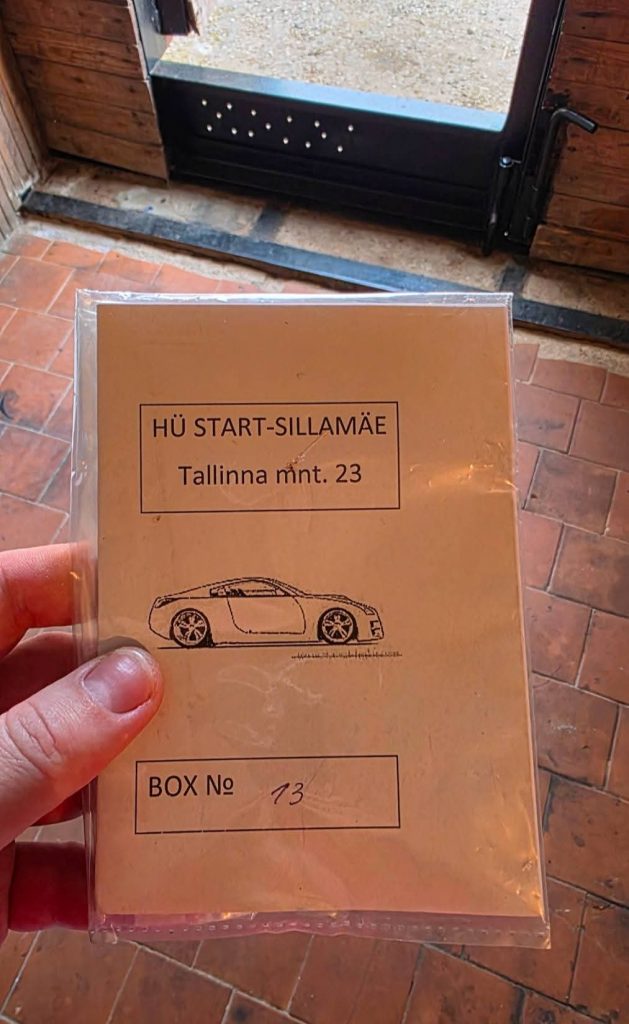 HÜ START-SILLAMÄE
Tallinna mnt. 23
BOX № 13